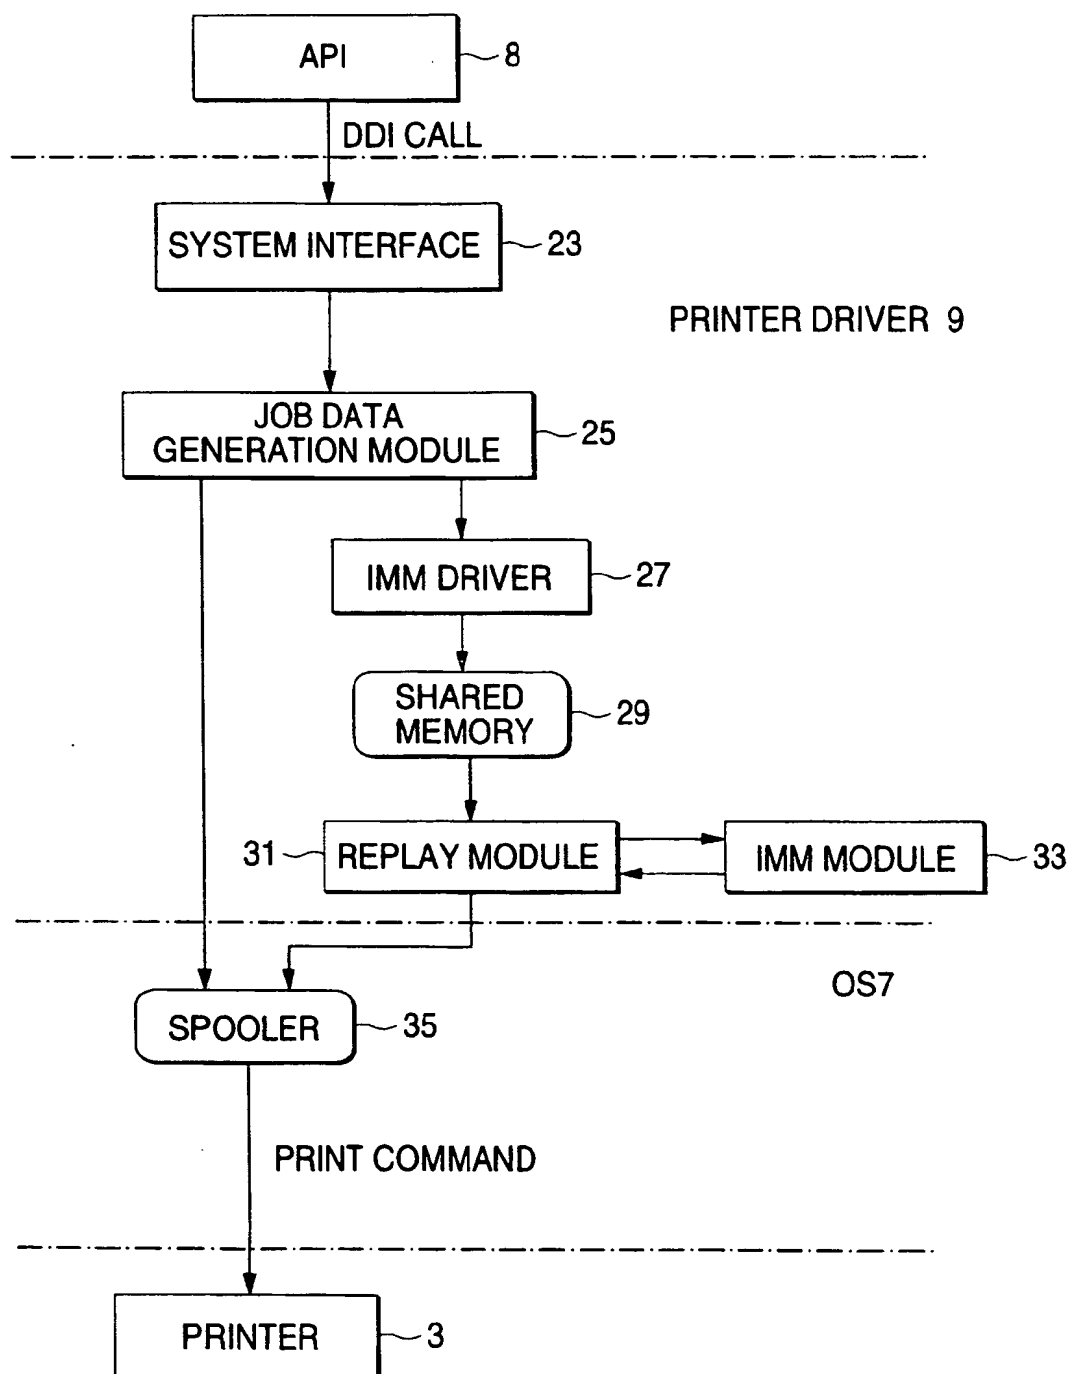 API
8
DDI CALL
SYSTEM INTERFACE
23
PRINTER DRIVER 9
JOB DATA
GENERATION MODULE
25
IMM DRIVER
27
SHARED
MEMORY
29
31
REPLAY MODULE
IMM MODULE
33
OS7
SPOOLER
35
PRINT COMMAND
PRINTER
3